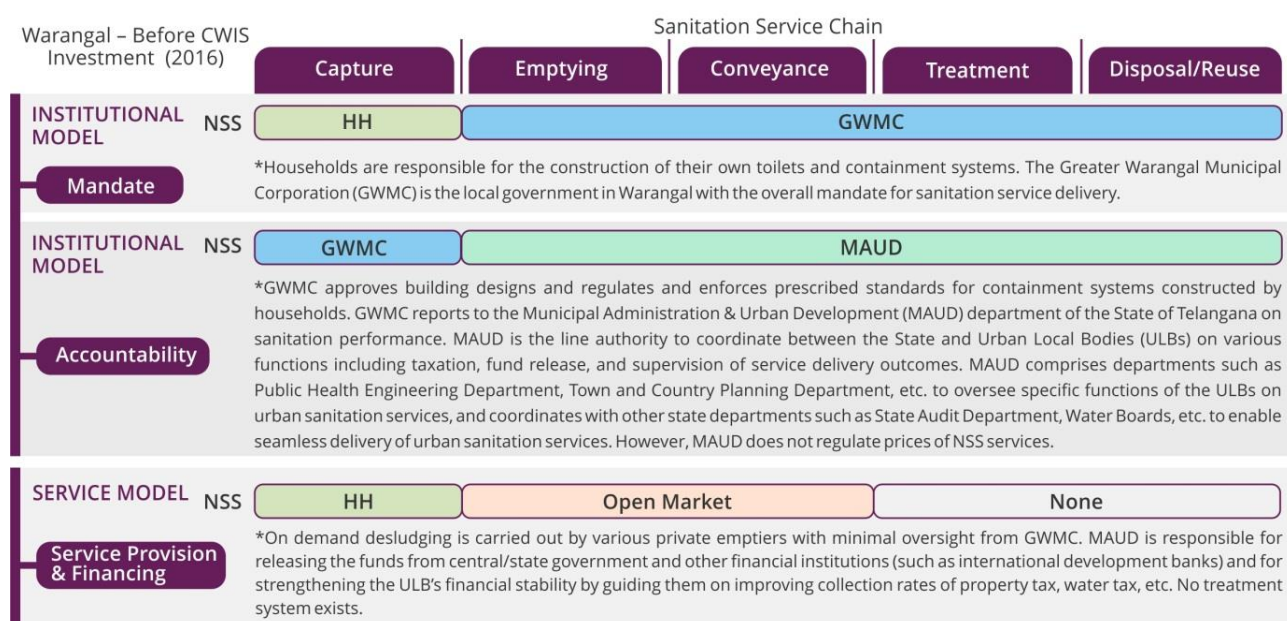 Warangal – Before CWIS
Investment (2016)
Sanitation Service Chain
Capture
Emptying
Conveyance
Treatment
Disposal/Reuse
INSTITUTIONAL
MODEL
NSS
HH
GWMC
Mandate
*Households are responsible for the construction of their own toilets and containment systems. The Greater Warangal Municipal
Corporation (GWMC) is the local government in Warangal with the overall mandate for sanitation service delivery.
INSTITUTIONAL
MODEL
NSS
GWMC
MAUD
Accountability
*GWMC approves building designs and regulates and enforces prescribed standards for containment systems constructed by
households. GWMC reports to the Municipal Administration & Urban Development (MAUD) department of the State of Telangana on
sanitation performance. MAUD is the line authority to coordinate between the State and Urban Local Bodies (ULBs) on various
functions including taxation, fund release, and supervision of service delivery outcomes. MAUD comprises departments such as
Public Health Engineering Department, Town and Country Planning Department, etc. to oversee specific functions of the ULBs on
urban sanitation services, and coordinates with other state departments such as State Audit Department, Water Boards, etc. to enable
seamless delivery of urban sanitation services. However, MAUD does not regulate prices of NSS services.
SERVICE MODEL
NSS
HH
Open Market
None
Service Provision
& Financing
*On demand desludging is carried out by various private emptiers with minimal oversight from GWMC. MAUD is responsible for
releasing the funds from central/state government and other financial institutions (such as international development banks) and for
strengthening the ULB's financial stability by guiding them on improving collection rates of property tax, water tax, etc. No treatment
system exists.